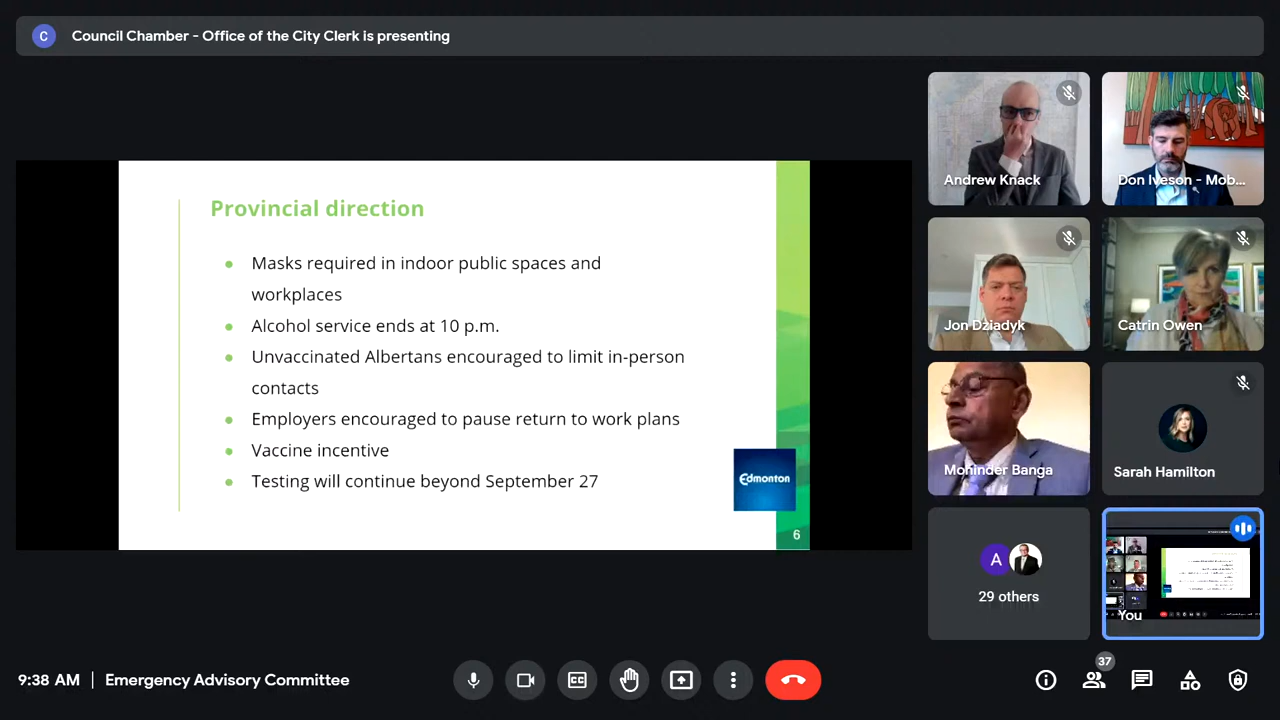 C
Council Chamber - Office of the City Clerk is presenting
Provincial direction
Masks required in indoor public spaces and
workplaces
Alcohol service ends at 10 p.m.
Unvaccinated Albertans encouraged to limit in-person
contacts
Employers encouraged to pause return to work plans
Vaccine incentive
Testing will continue beyond September 27
Edmonton
6
Andrew Knack
Don Iveson - Mob...
Jon Dziadyk
Catrin Owen
Mohinder Banga
Sarah Hamilton
A
29 others
You
9:38 AM | Emergency Advisory Committee
CC
37